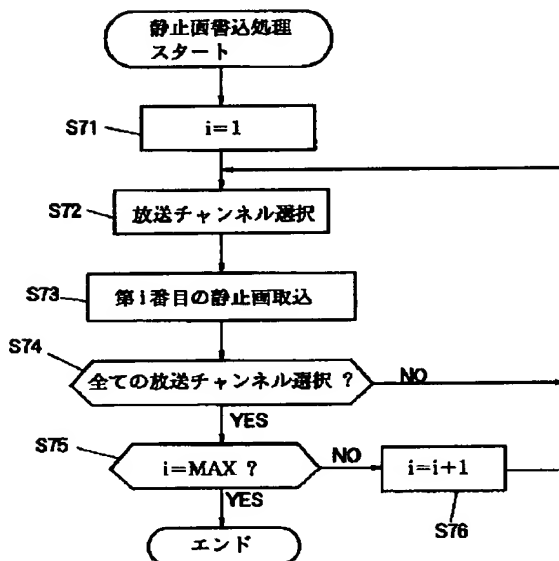 静止画書込処理
スタート
S71
i=1
S72
放送チャンネル選択
S73
第i番目の静止画取込
S74
全ての放送チャンネル選択 ?
NO
YES
S75
i=MAX ?
NO
i=i+1
YES
S76
エンド